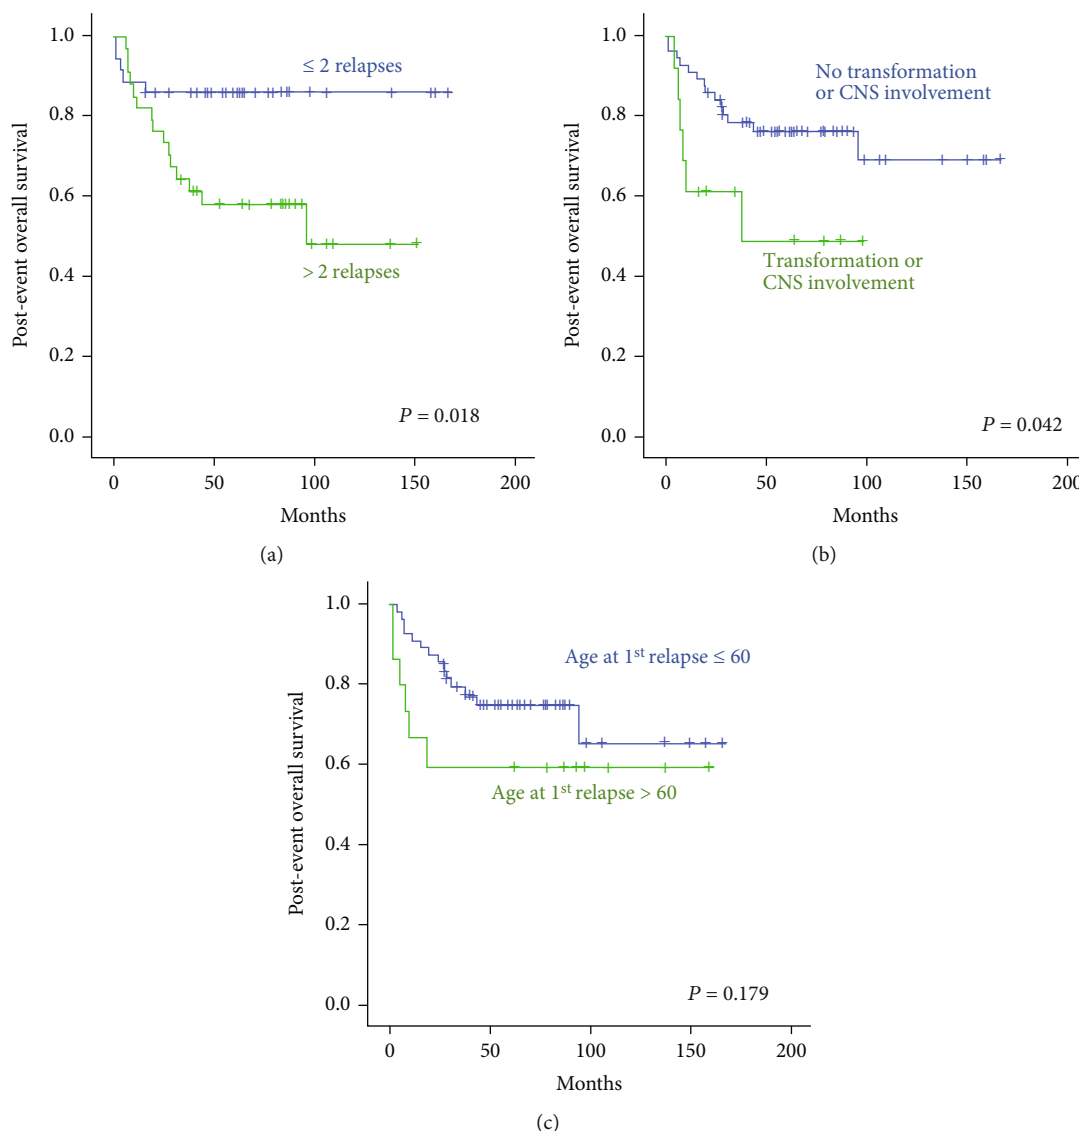 1.0
0.8
0.6
0.4
0.2
0.0
Post-event overall survival
≤ 2 relapses
> 2 relapses
P = 0.018
0 50 100 150 200
Months
(a)
1.0
0.8
0.6
0.4
0.2
0.0
Post-event overall survival
No transformation
or CNS involvement
Transformation or
CNS involvement
P = 0.042
0 50 100 150 200
Months
(b)
1.0
0.8
0.6
0.4
0.2
0.0
Post-event overall survival
Age at 1st relapse ≤ 60
Age at 1st relapse > 60
P = 0.179
0 50 100 150 200
Months
(c)